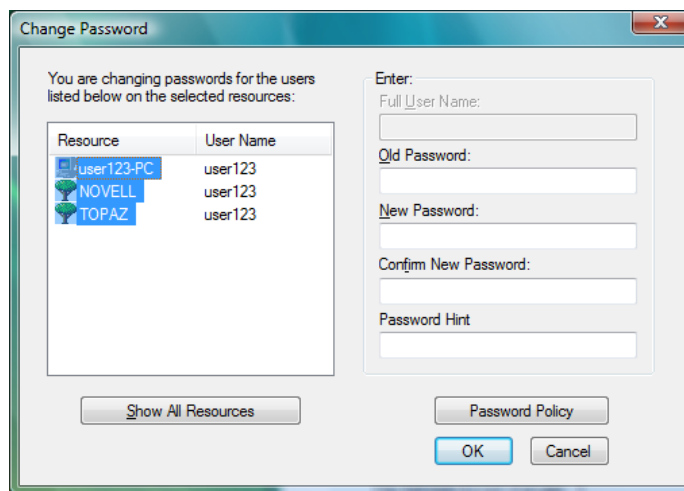 Change Password
You are changing passwords for the users
listed below on the selected resources:
Resource User Name
user123-PC user123
NOVELL user123
TOPAZ user123
Show All Resources
Enter:
Full User Name:
Old Password:
New Password:
Confirm New Password:
Password Hint
Password Policy
OK Cancel